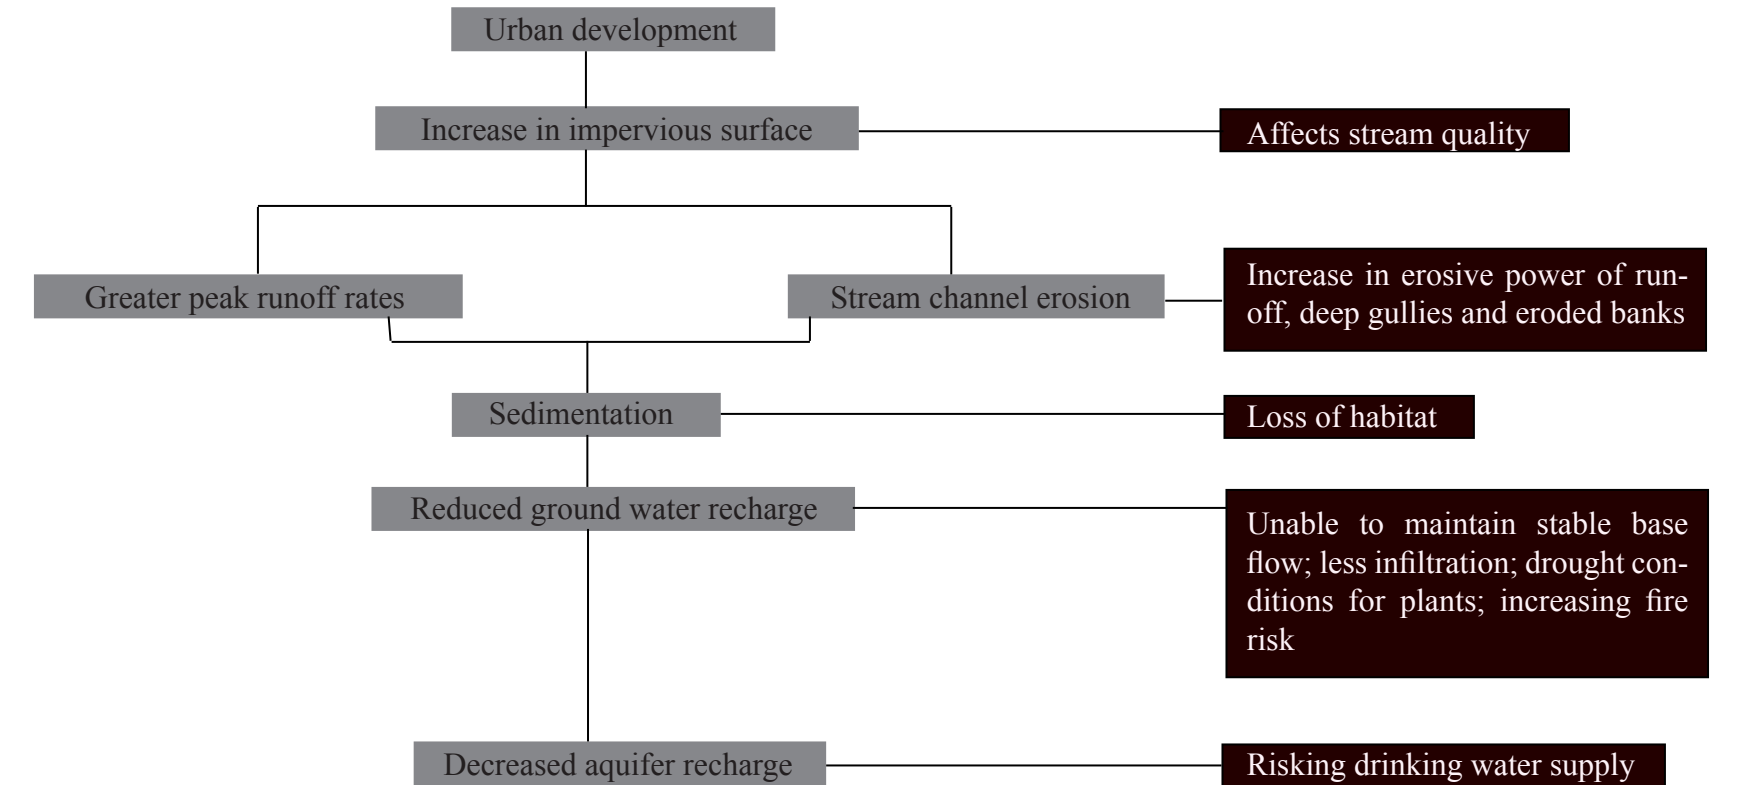 Urban development
Increase in impervious surface
Affects stream quality
Greater peak runoff rates
Stream channel erosion
Increase in erosive power of run-
off, deep gullies and eroded banks
Sedimentation
Loss of habitat
Reduced ground water recharge
Unable to maintain stable base
flow; less infiltration; drought con-
ditions for plants; increasing fire
risk
Decreased aquifer recharge
Risking drinking water supply